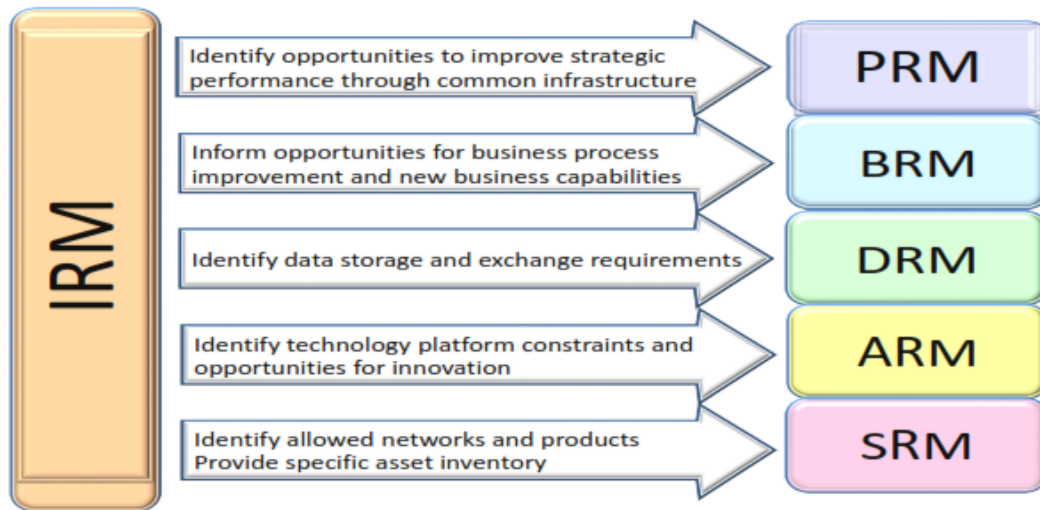 IRM
Identify opportunities to improve strategic
performance through common infrastructure
PRM
Inform opportunities for business process
improvement and new business capabilities
BRM
Identify data storage and exchange requirements
DRM
Identify technology platform constraints and
opportunities for innovation
ARM
Identify allowed networks and products
Provide specific asset inventory
SRM